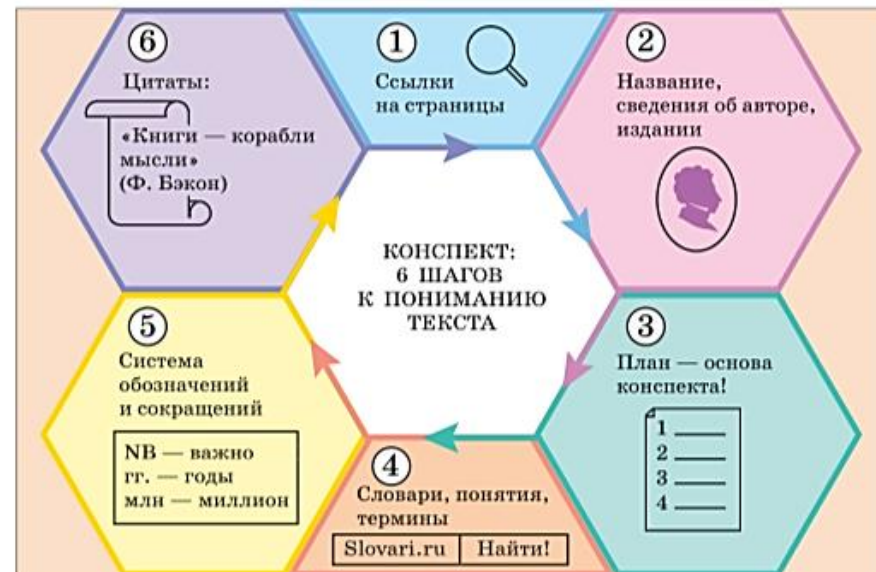 КОНСПЕКТ:
6 ШАГОВ
К ПОНИМАНИЮ
ТЕКСТА
1
Ссылки
на страницы
2
Название,
сведения об авторе,
издании
3
План — основа
конспекта!
1
2
3
4
4
Словари, понятия,
термины
Slovari.ru Найти!
5
Система
обозначений
и сокращений
NB — важно
гг. — годы
млн — миллион
6
Цитаты:
«Книги — корабли
мысли»
(Ф. Бэкон)